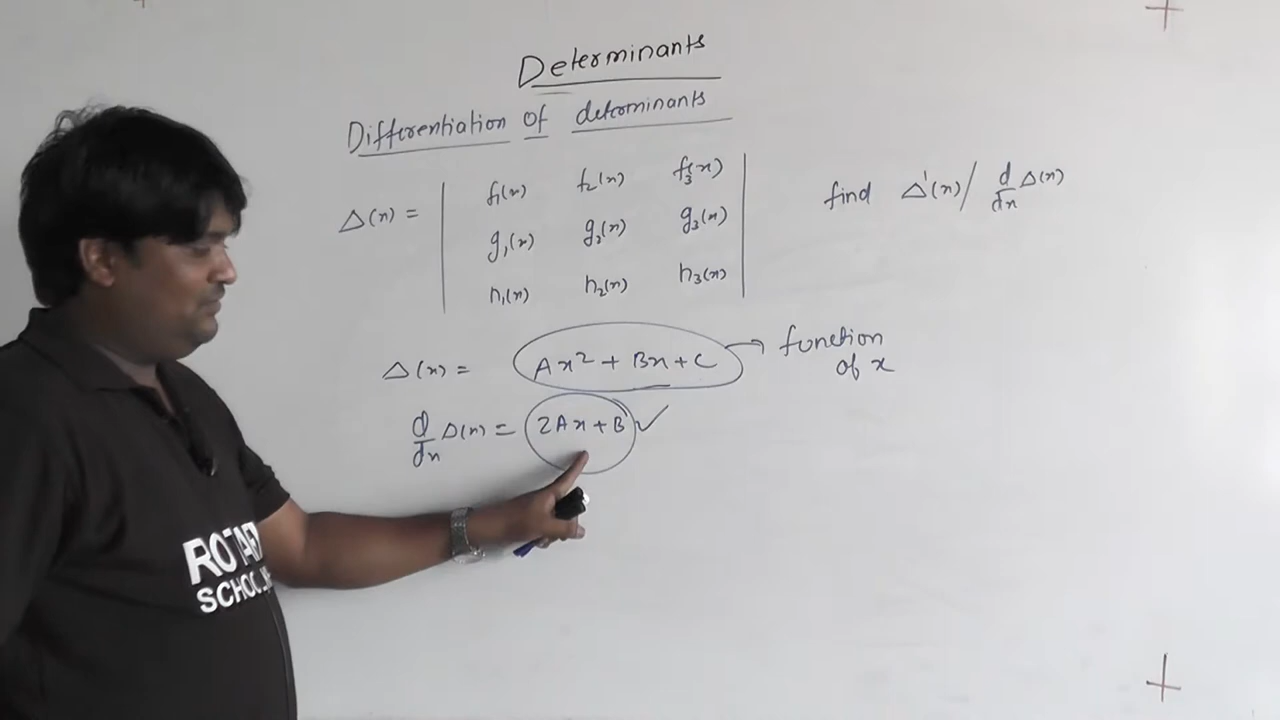 Determinants
Differentiation of determinants
Δ(x) = | f₁(x) f₂(x) f₃(x) |
| g₁(x) g₂(x) g₃(x) |
| h₁(x) h₂(x) h₃(x) |
find Δ'(x) / d/dx Δ(x)
Δ(x) = Ax² + Bx + C → function
of x
d/dx Δ(x) = 2Ax + B ✓
SCHOOL